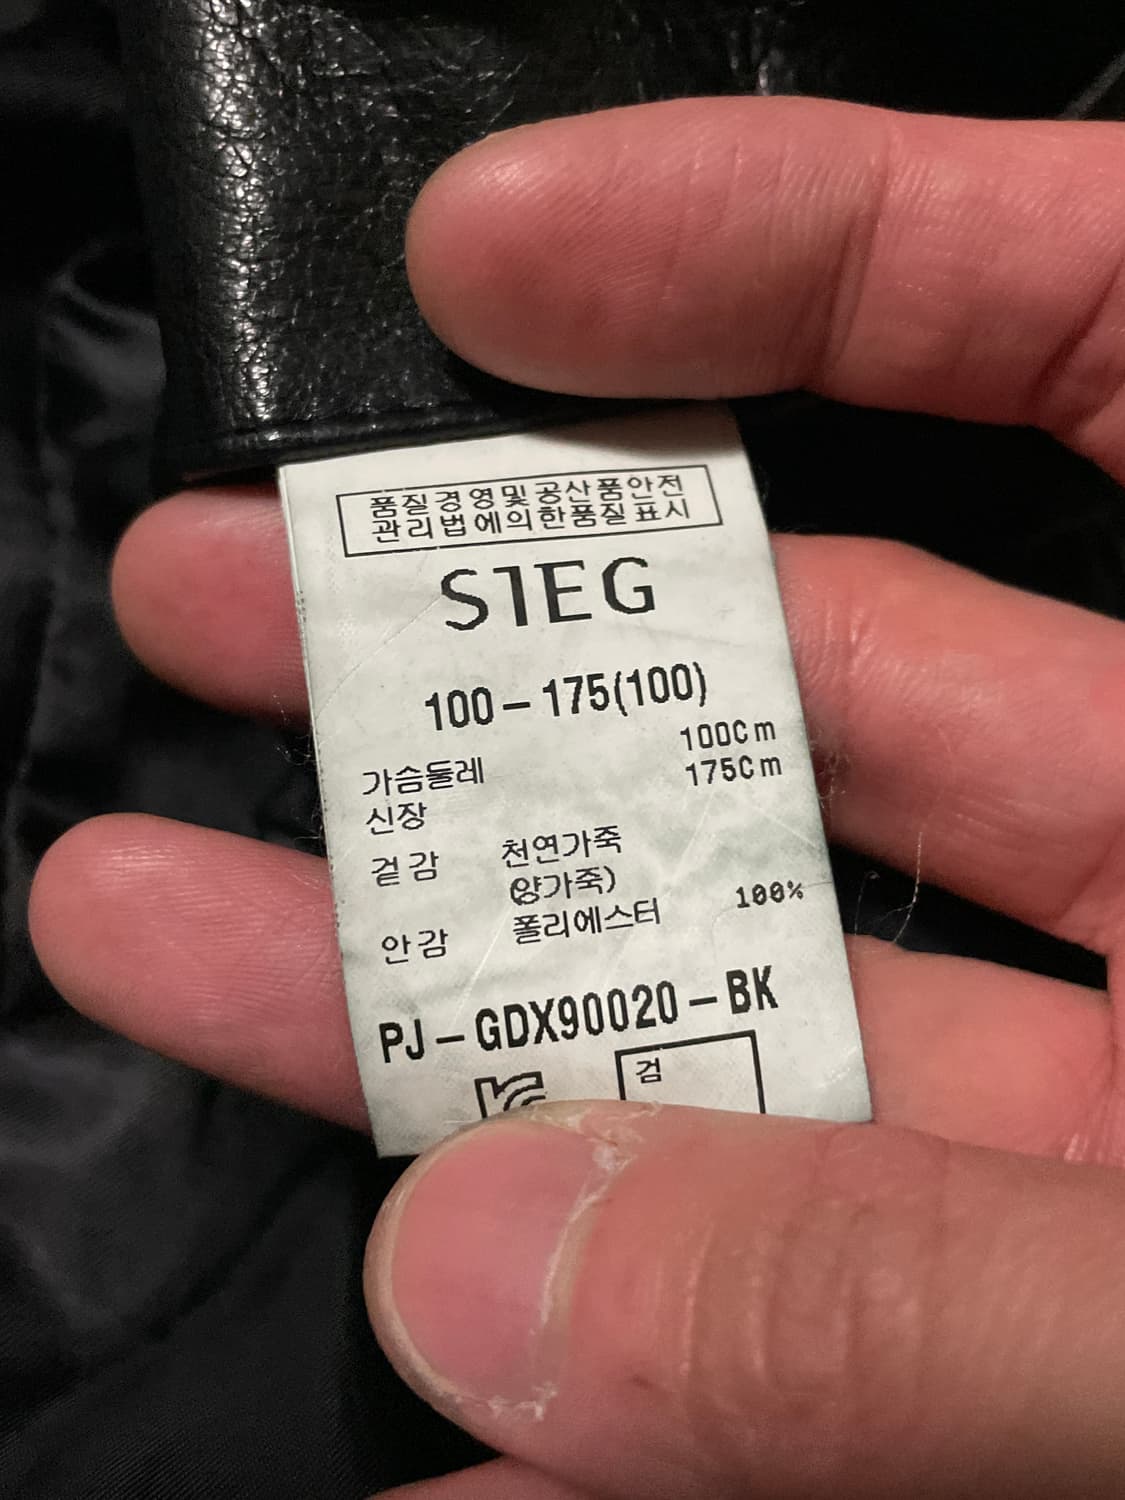 품질경영및공산품안전
관리법에의한품질표시
SIEG
100-175(100)
가슴둘레 100Cm
신장 175Cm
겉감 천연가죽
(양가죽)
안감 폴리에스터 100%
PJ-GDX90020-BK
검